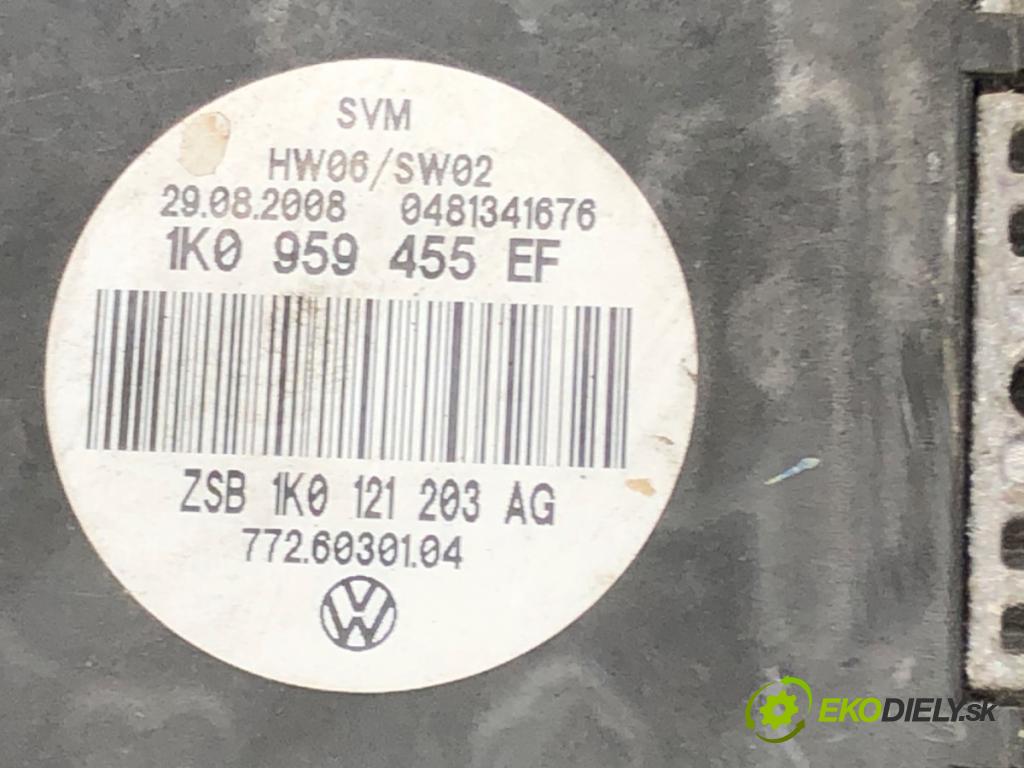 SVM
HW06/SW02
29.08.2008 0481341676
1K0 959 455 EF
ZSB 1K0 121 203 AG
772.60301.04
EKODIELY.sk